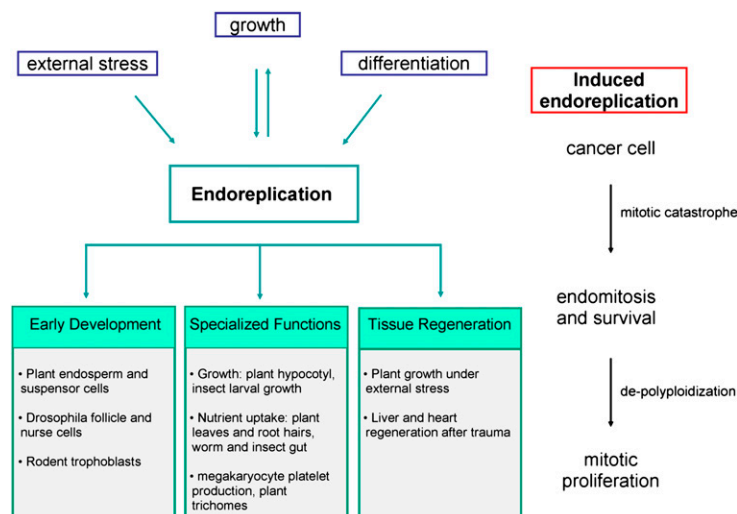 growth
external stress
differentiation
Endoreplication
Early Development
• Plant endosperm and
suspensor cells
• Drosophila follicle and
nurse cells
• Rodent trophoblasts
Specialized Functions
• Growth: plant hypocotyl,
insect larval growth
• Nutrient uptake: plant
leaves and root hairs,
worm and insect gut
• megakaryocyte platelet
production, plant
trichomes
Tissue Regeneration
• Plant growth under
external stress
• Liver and heart
regeneration after trauma
Induced
endoreplication
cancer cell
mitotic catastrophe
endomitosis
and survival
de-polyploidization
mitotic
proliferation